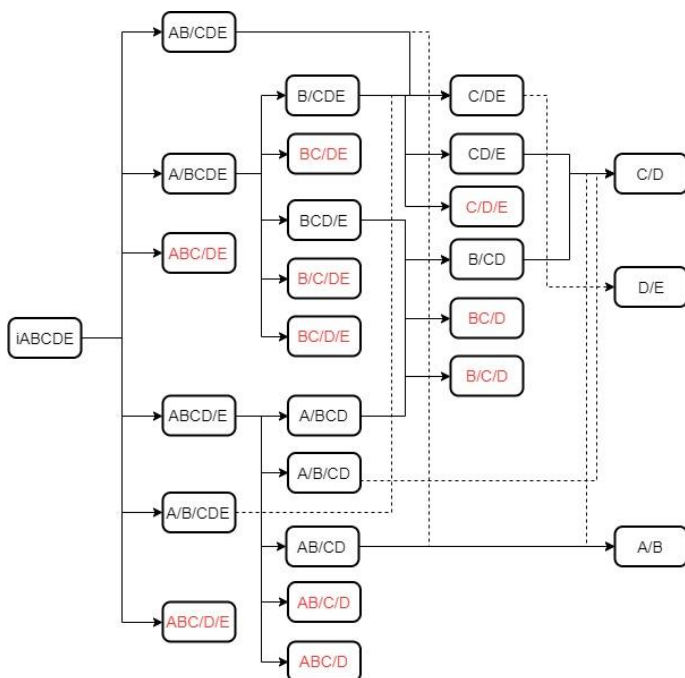 iABCDE
AB/CDE
A/BCDE
ABC/DE
ABCD/E
A/B/CDE
ABC/D/E
B/CDE
BC/DE
BCD/E
B/C/DE
BC/D/E
A/BCD
A/B/CD
AB/CD
AB/C/D
ABC/D
C/DE
CD/E
C/D/E
B/CD
BC/D
B/C/D
C/D
D/E
A/B